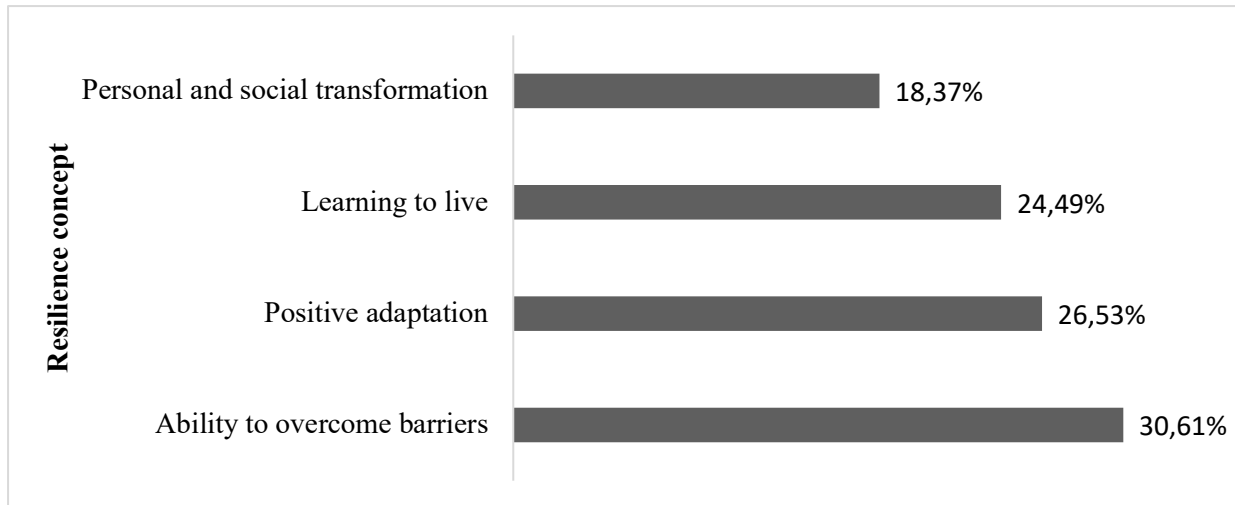 Resilience concept
Personal and social transformation
18,37%
Learning to live
24,49%
Positive adaptation
26,53%
Ability to overcome barriers
30,61%